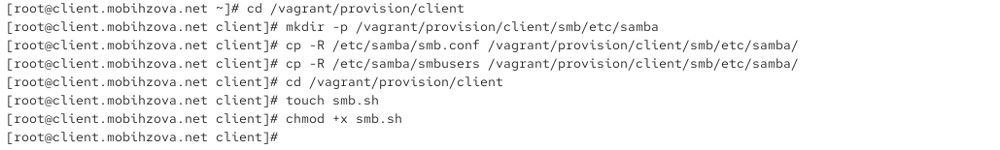 [root@client.mobihzova.net ~]# cd /vagrant/provision/client
[root@client.mobihzova.net client]# mkdir -p /vagrant/provision/client/smb/etc/samba
[root@client.mobihzova.net client]# cp -R /etc/samba/smb.conf /vagrant/provision/client/smb/etc/samba/
[root@client.mobihzova.net client]# cp -R /etc/samba/smbusers /vagrant/provision/client/smb/etc/samba/
[root@client.mobihzova.net client]# cd /vagrant/provision/client
[root@client.mobihzova.net client]# touch smb.sh
[root@client.mobihzova.net client]# chmod +x smb.sh
[root@client.mobihzova.net client]#